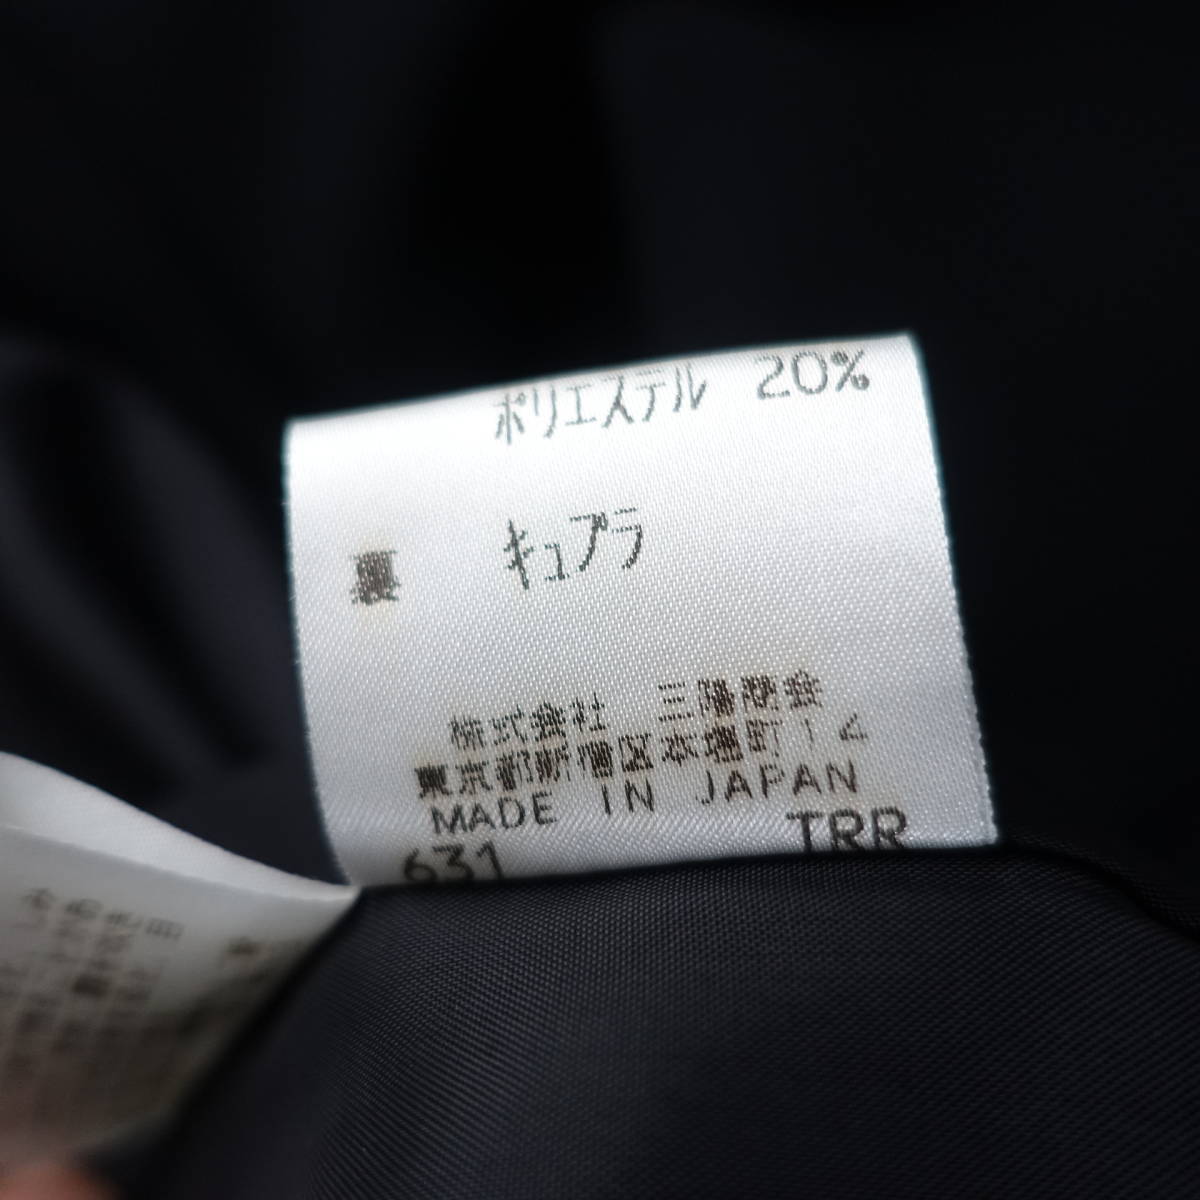 ポリエステル 20%
裏 キュプラ
株式会社 三陽商会
東京都新宿区本塩町14
MADE IN JAPAN
631 TRR